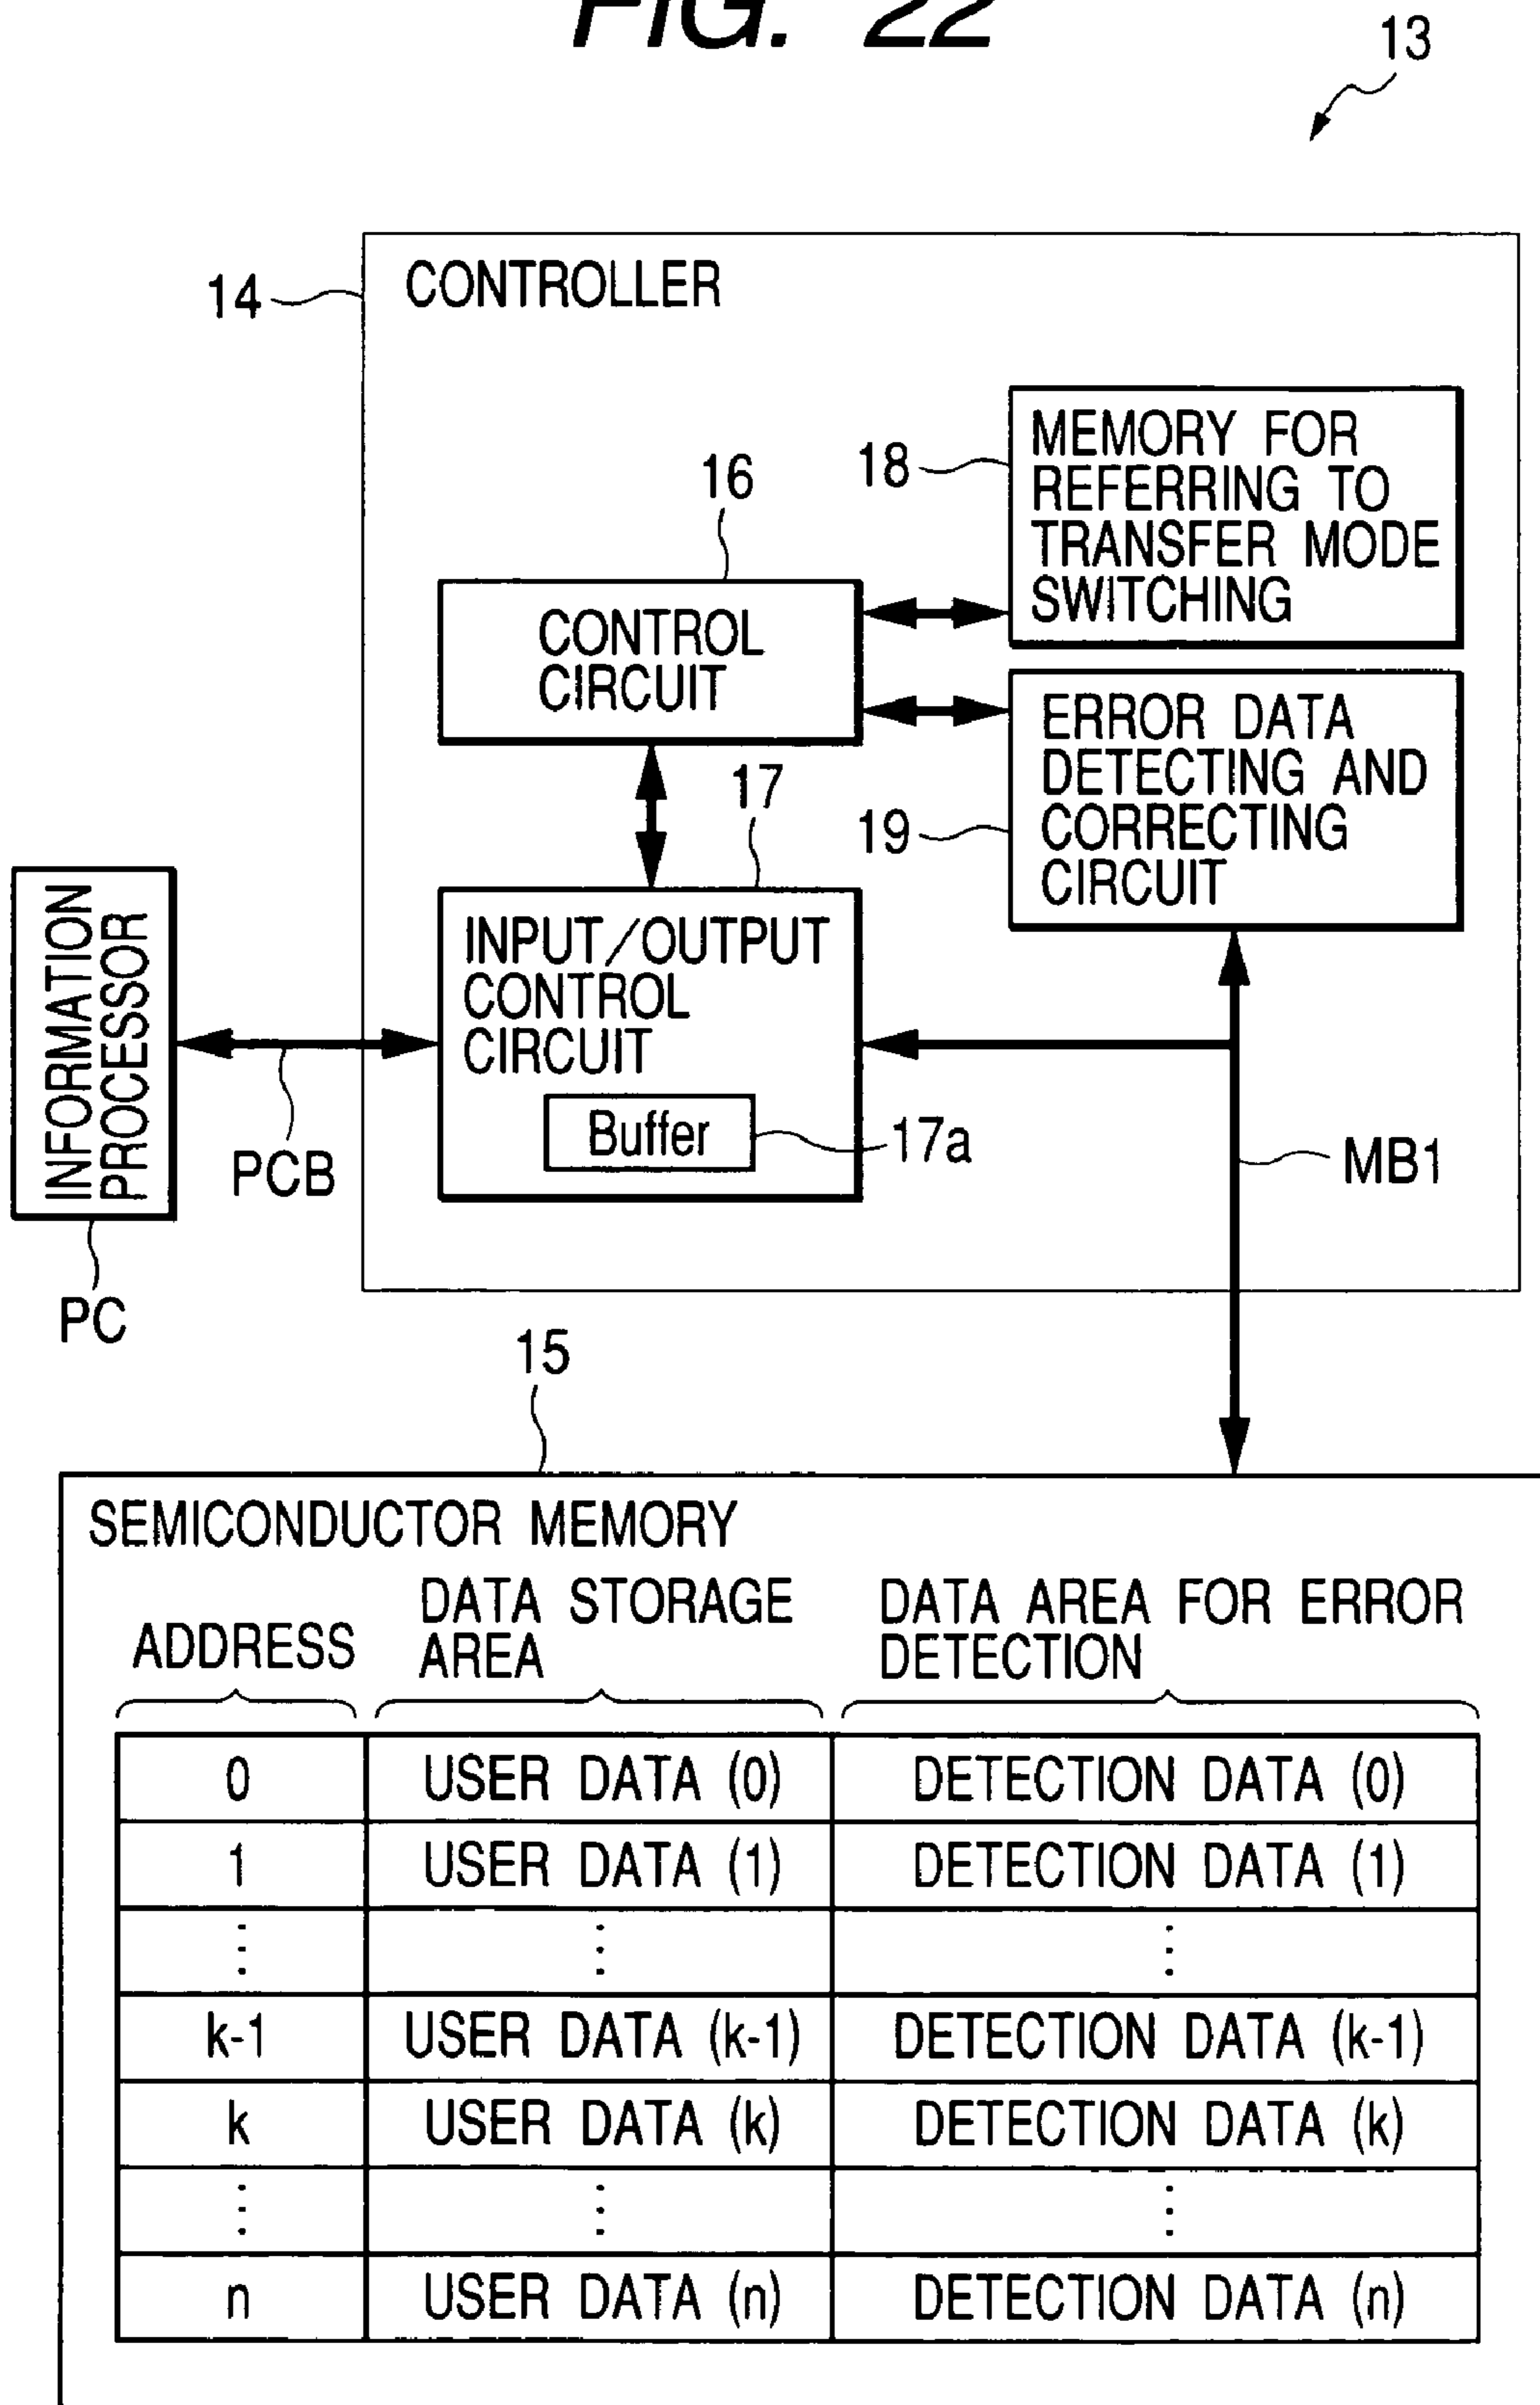 FIG. 22
13
14
CONTROLLER
MEMORY FOR
REFERRING TO
TRANSFER MODE
SWITCHING
18
16
CONTROL
CIRCUIT
ERROR DATA
DETECTING AND
CORRECTING
CIRCUIT
19
17
INPUT/OUTPUT
CONTROL
CIRCUIT
Buffer
17a
INFORMATION
PROCESSOR
PCB
MB1
PC
15
SEMICONDUCTOR MEMORY
ADDRESS
DATA STORAGE
AREA
DATA AREA FOR ERROR
DETECTION
0 USER DATA (0) DETECTION DATA (0)
1 USER DATA (1) DETECTION DATA (1)
⋮ ⋮ ⋮
k-1 USER DATA (k-1) DETECTION DATA (k-1)
k USER DATA (k) DETECTION DATA (k)
⋮ ⋮ ⋮
n USER DATA (n) DETECTION DATA (n)